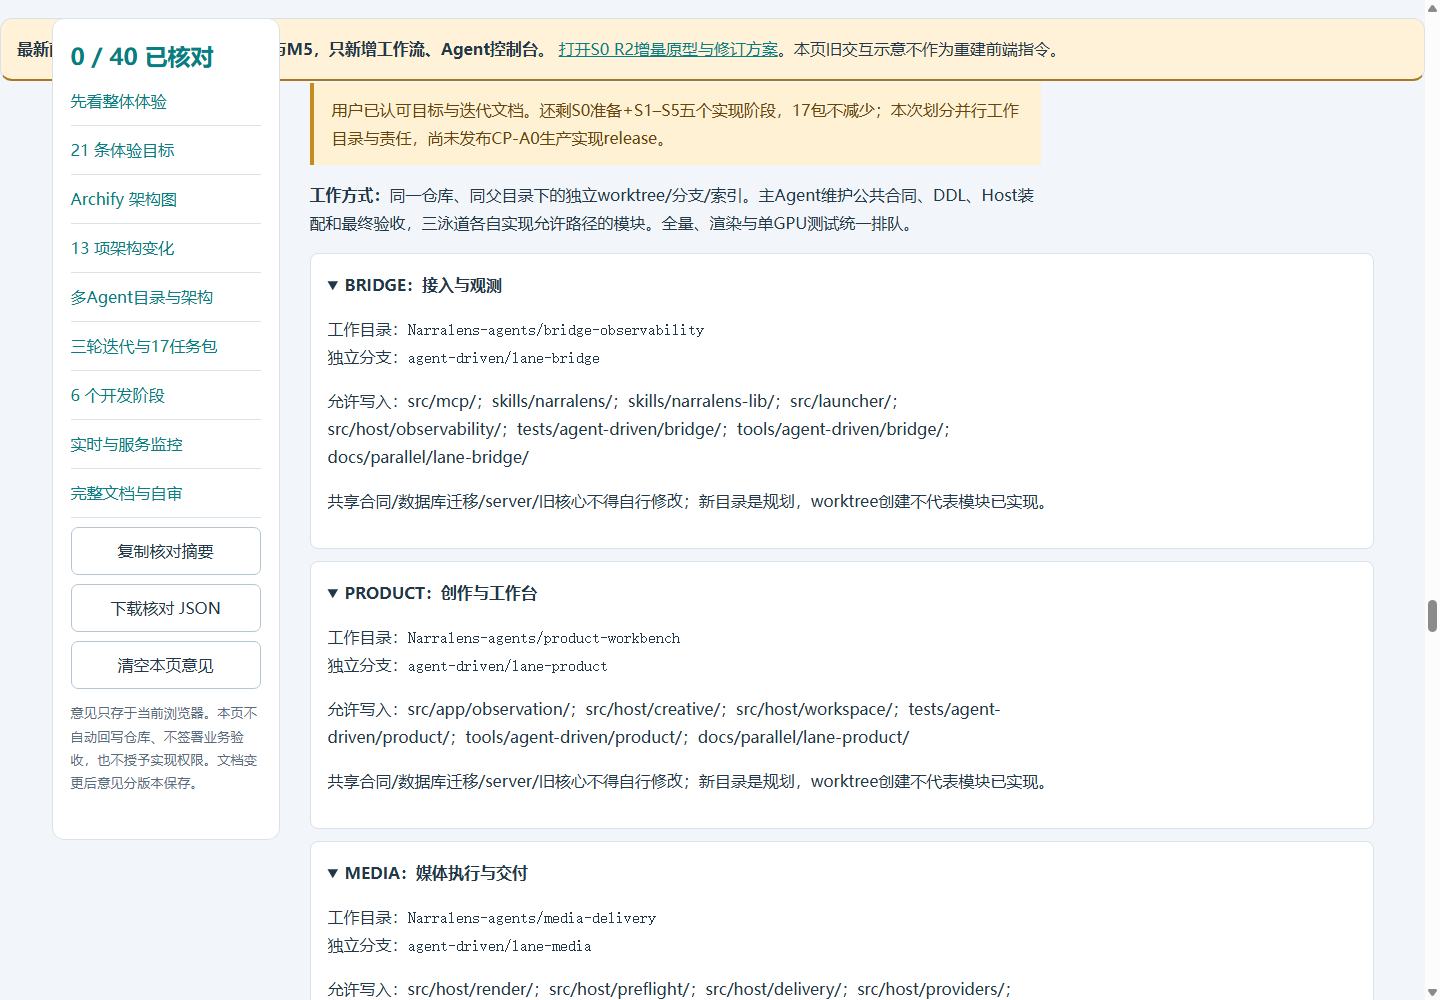 最新
与M5，只新增工作流、Agent控制台。 打开S0 R2增量原型与修订方案。本页旧交互示意不作为重建前端指令。
0 / 40 已核对
先看整体体验
21 条体验目标
Archify 架构图
13 项架构变化
多Agent目录与架构
三轮迭代与17任务包
6 个开发阶段
实时与服务监控
完整文档与自审
复制核对摘要
下载核对 JSON
清空本页意见
意见只存于当前浏览器。本页不
自动回写仓库、不签署业务验
收，也不授予实现权限。文档变
更后意见分版本保存。
用户已认可目标与迭代文档。还剩S0准备+S1–S5五个实现阶段，17包不减少；本次划分并行工作
目录与责任，尚未发布CP-A0生产实现release。
工作方式：同一仓库、同父目录下的独立worktree/分支/索引。主Agent维护公共合同、DDL、Host装
配和最终验收，三泳道各自实现允许路径的模块。全量、渲染与单GPU测试统一排队。
▼ BRIDGE：接入与观测
工作目录：Narralens-agents/bridge-observability
独立分支：agent-driven/lane-bridge
允许写入：src/mcp/；skills/narralens/；skills/narralens-lib/；src/launcher/；
src/host/observability/；tests/agent-driven/bridge/；tools/agent-driven/bridge/；
docs/parallel/lane-bridge/
共享合同/数据库迁移/server/旧核心不得自行修改；新目录是规划，worktree创建不代表模块已实现。
▼ PRODUCT：创作与工作台
工作目录：Narralens-agents/product-workbench
独立分支：agent-driven/lane-product
允许写入：src/app/observation/；src/host/creative/；src/host/workspace/；tests/agent-
driven/product/；tools/agent-driven/product/；docs/parallel/lane-product/
共享合同/数据库迁移/server/旧核心不得自行修改；新目录是规划，worktree创建不代表模块已实现。
▼ MEDIA：媒体执行与交付
工作目录：Narralens-agents/media-delivery
独立分支：agent-driven/lane-media
允许写入：src/host/render/；src/host/preflight/；src/host/delivery/；src/host/providers/；